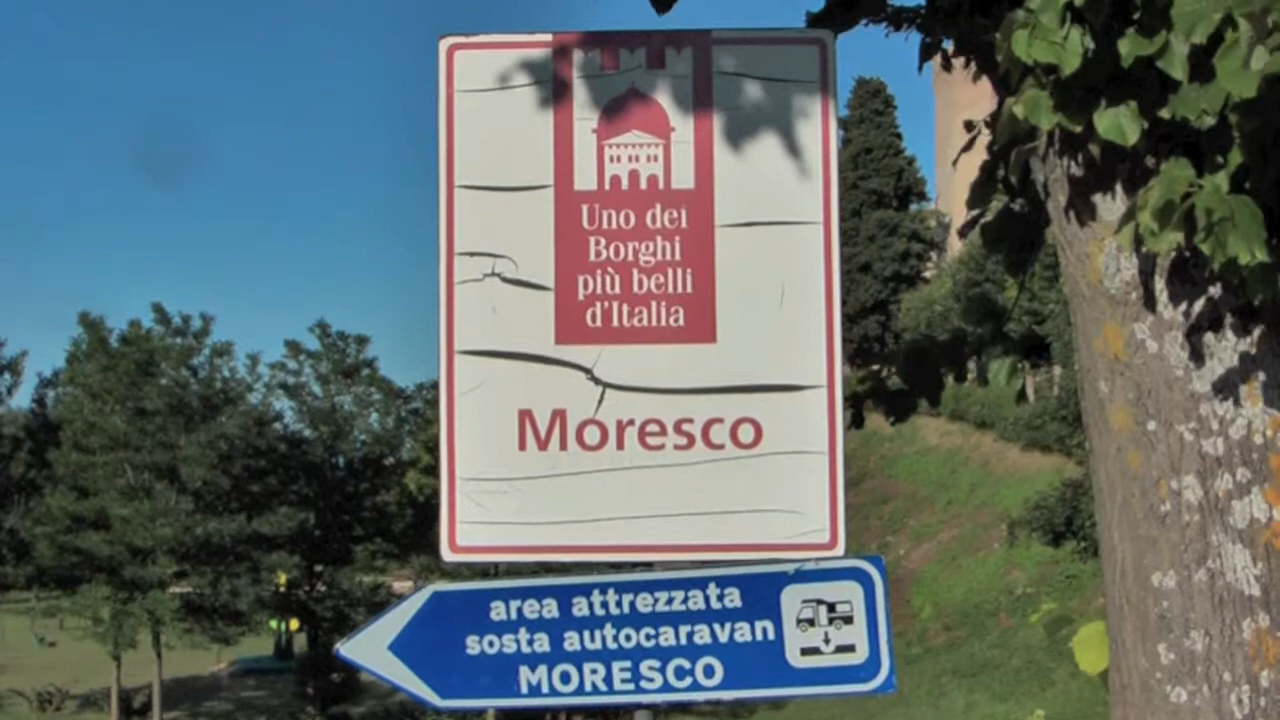 Uno dei
Borghi
più belli
d'Italia
Moresco
area attrezzata
sosta autocaravan
MORESCO